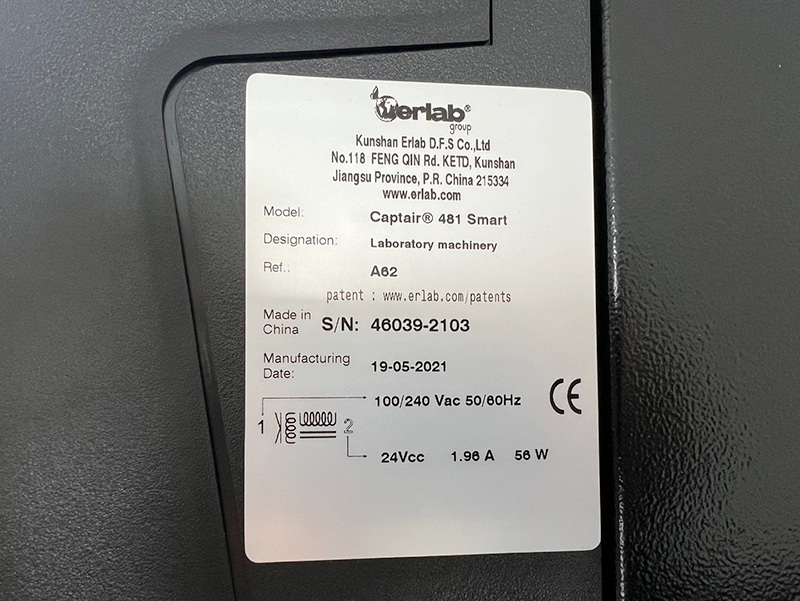 erlab®
group
Kunshan Erlab D.F.S Co.,Ltd
No.118 FENG QIN Rd. KETD, Kunshan
Jiangsu Province, P.R. China 215334
www.erlab.com
Model: Captair® 481 Smart
Designation: Laboratory machinery
Ref.: A62
patent : www.erlab.com/patents
Made in China S/N: 46039-2103
Manufacturing Date: 19-05-2021
100/240 Vac 50/60Hz
CE
1 2
24Vcc 1.96 A 56 W